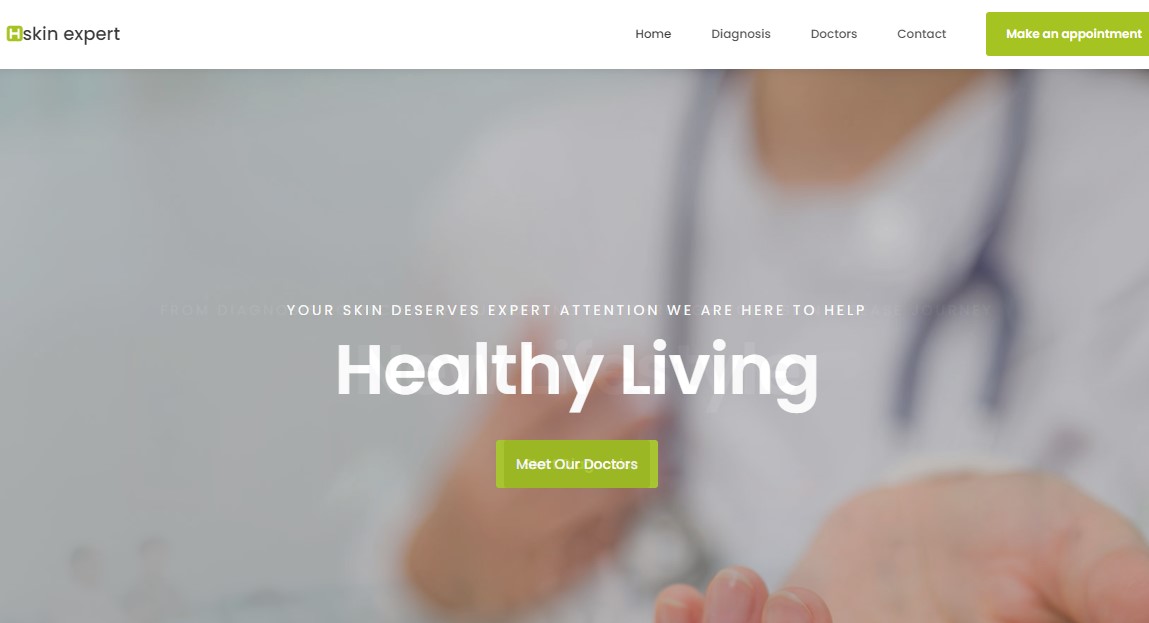 H skin expert
Home
Diagnosis
Doctors
Contact
Make an appointment
YOUR SKIN DESERVES EXPERT ATTENTION WE ARE HERE TO HELP
Healthy Living
Meet Our Doctors